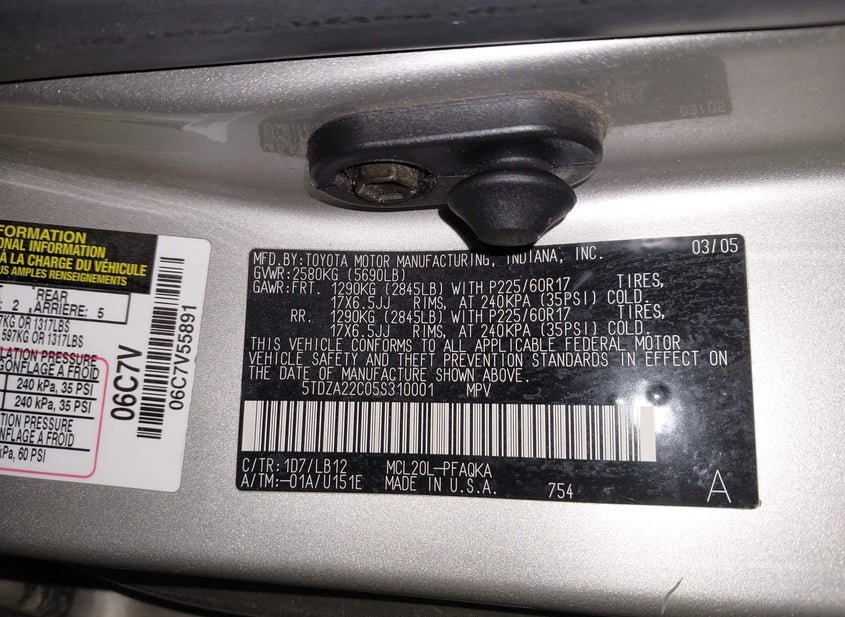 FORMATION
NAL INFORMATION
À LA CHARGE DU VÉHICULE
US AMPLES RENSEIGNEMENTS
2
REAR
ARRIÈRE: 5
KG OR 1317LBS
597KG OR 1317LBS
LATION PRESSURE
GONFLAGE A FROID
240 kPa, 35 PSI
240 kPa, 35 PSI
ION PRESSURE
NFLAGE À FROID
kPa, 60 PSI
06C7V
06C7V55891
MFD.BY:TOYOTA MOTOR MANUFACTURING, INDIANA, INC. 03/05
GVWR:2580KG (5690LB)
GAWR:FRT. 1290KG (2845LB) WITH P225/60R17 TIRES,
17X6.5JJ RIMS, AT 240KPA (35PSI) COLD.
RR. 1290KG (2845LB) WITH P225/60R17 TIRES,
17X6.5JJ RIMS, AT 240KPA (35PSI) COLD.
THIS VEHICLE CONFORMS TO ALL APPLICABLE FEDERAL MOTOR
VEHICLE SAFETY AND THEFT PREVENTION STANDARDS IN EFFECT ON
THE DATE OF MANUFACTURE SHOWN ABOVE.
5TDZA22C05S310001 MPV
C/TR: 1D7/LB12 MCL20L-PFAQKA
A/TM:-01A/U151E MADE IN U.S.A. 754 A